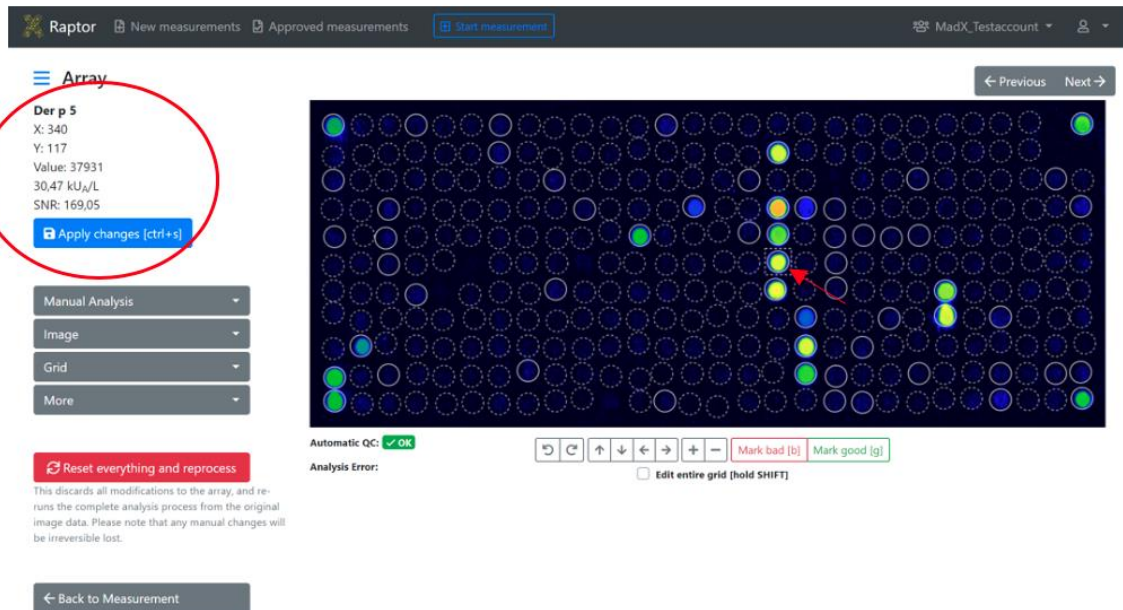 Raptor New measurements Approved measurements Start measurement MadX_Testaccount
Array
← Previous Next →
Der p 5
X: 340
Y: 117
Value: 37931
30,47 kUA/L
SNR: 169,05
Apply changes [ctrl+s]
Manual Analysis
Image
Grid
More
Automatic QC: ✓ OK
Analysis Error:
Mark bad [b] Mark good [g]
Edit entire grid [hold SHIFT]
Reset everything and reprocess
This discards all modifications to the array, and re-
runs the complete analysis process from the original
image data. Please note that any manual changes will
be irreversible lost.
← Back to Measurement